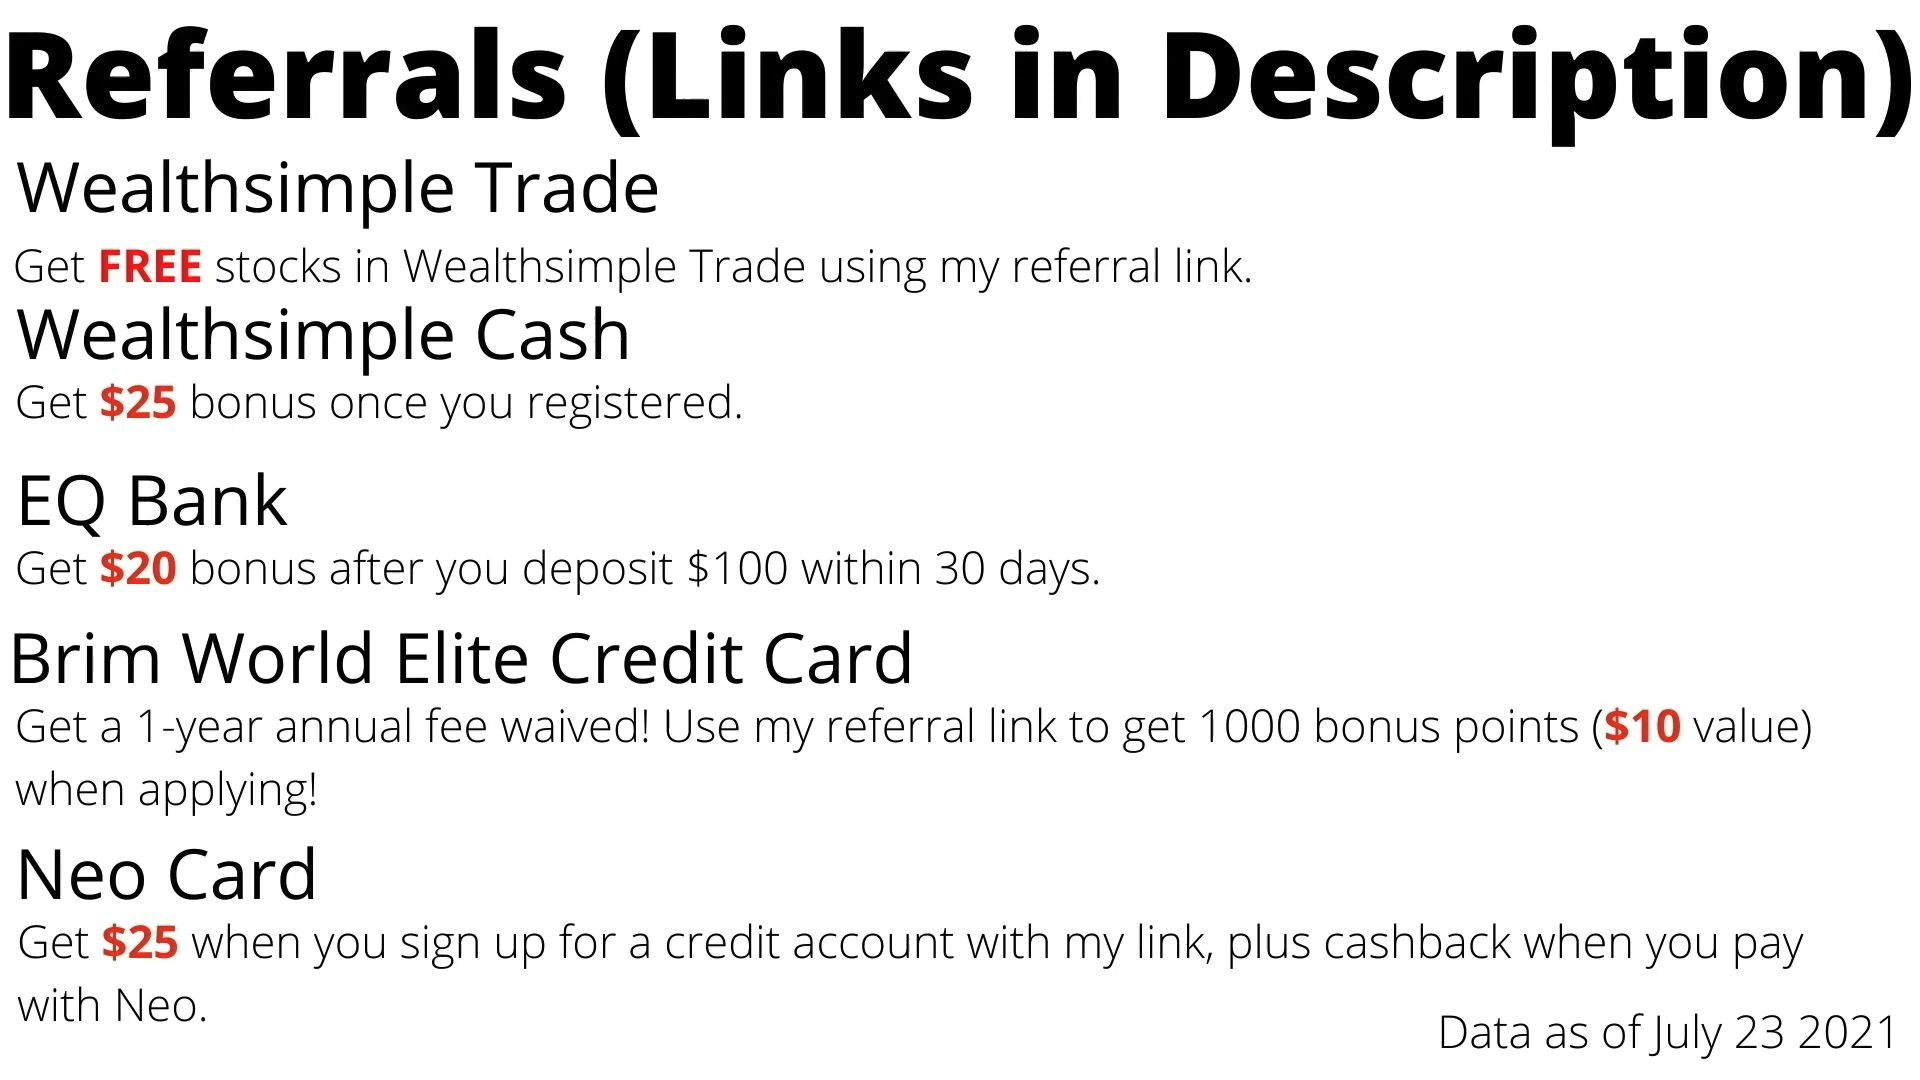 Referrals (Links in Description)
Wealthsimple Trade
Get FREE stocks in Wealthsimple Trade using my referral link.
Wealthsimple Cash
Get $25 bonus once you registered.
EQ Bank
Get $20 bonus after you deposit $100 within 30 days.
Brim World Elite Credit Card
Get a 1-year annual fee waived! Use my referral link to get 1000 bonus points ($10 value)
when applying!
Neo Card
Get $25 when you sign up for a credit account with my link, plus cashback when you pay
with Neo.
Data as of July 23 2021